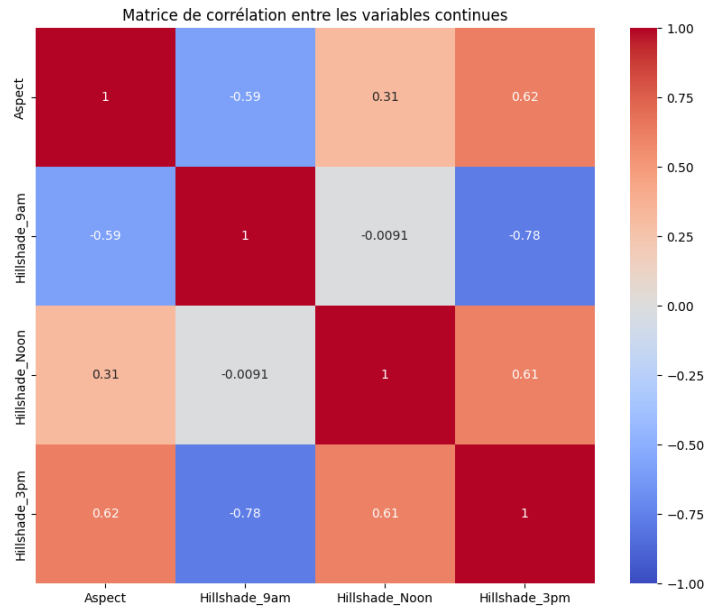 Matrice de corrélation entre les variables continues
Aspect
1
-0.59
0.31
0.62
Hillshade_9am
-0.59
1
-0.0091
-0.78
Hillshade_Noon
0.31
-0.0091
1
0.61
Hillshade_3pm
0.62
-0.78
0.61
1
Aspect
Hillshade_9am
Hillshade_Noon
Hillshade_3pm
1.00
0.75
0.50
0.25
0.00
−0.25
−0.50
−0.75
−1.00